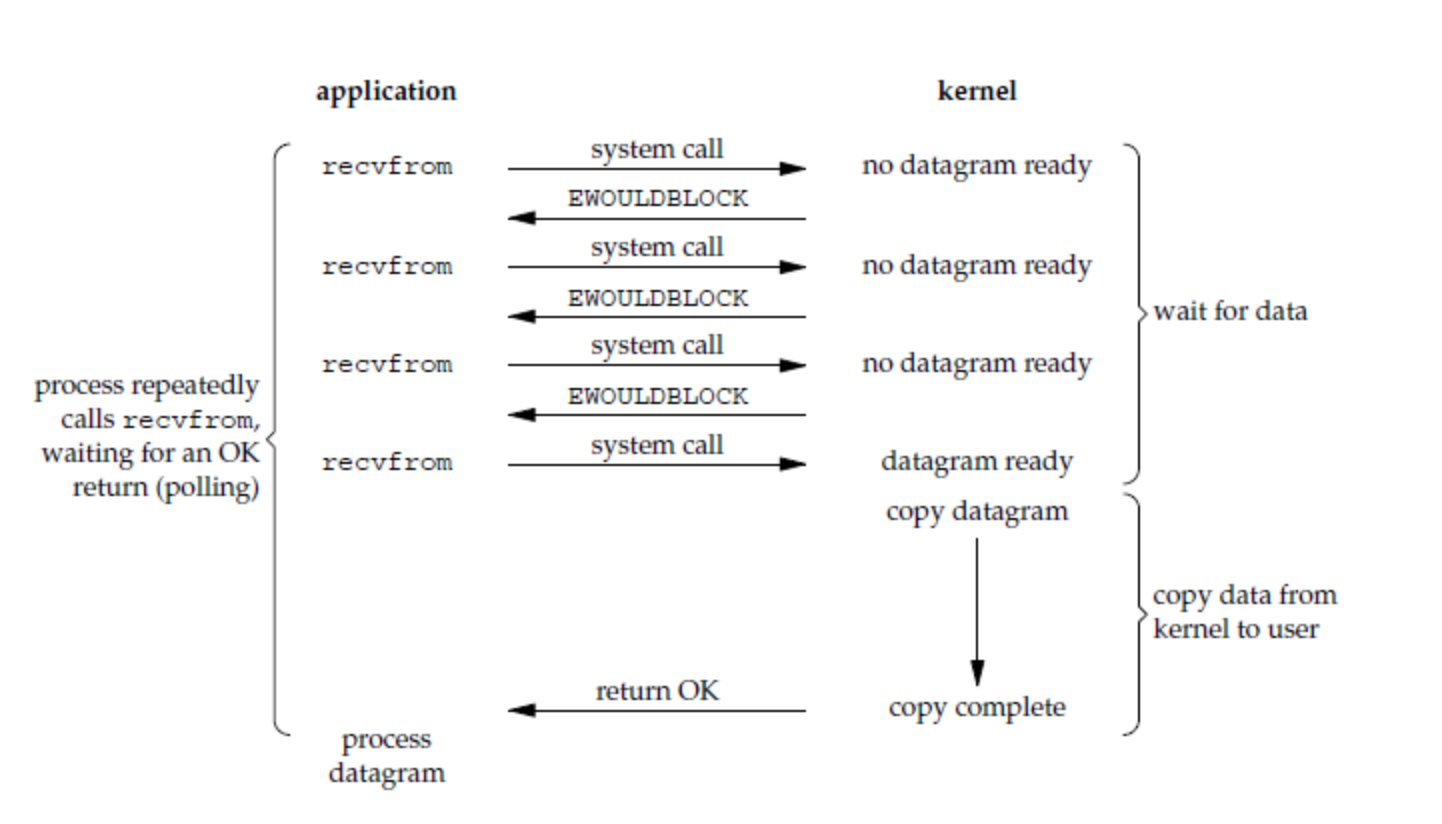 application
kernel
recvfrom
system call
no datagram ready
EWOULDBLOCK
recvfrom
system call
no datagram ready
EWOULDBLOCK
wait for data
recvfrom
system call
no datagram ready
EWOULDBLOCK
process repeatedly
calls recvfrom,
waiting for an OK
return (polling)
recvfrom
system call
datagram ready
copy datagram
copy data from
kernel to user
return OK
copy complete
process
datagram